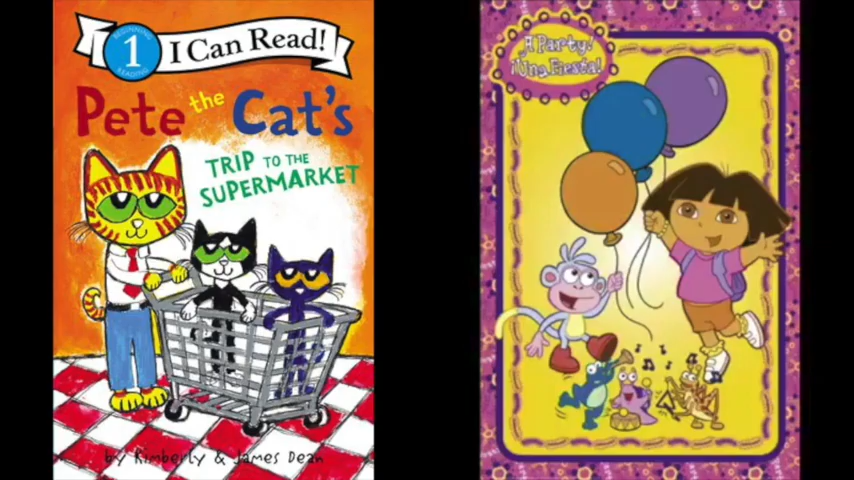 BEGINNING
1
READING
I Can Read!
Pete the Cat's
TRIP TO THE
SUPERMARKET
by Kimberly & James Dean
A Party!
¡Una Fiesta!